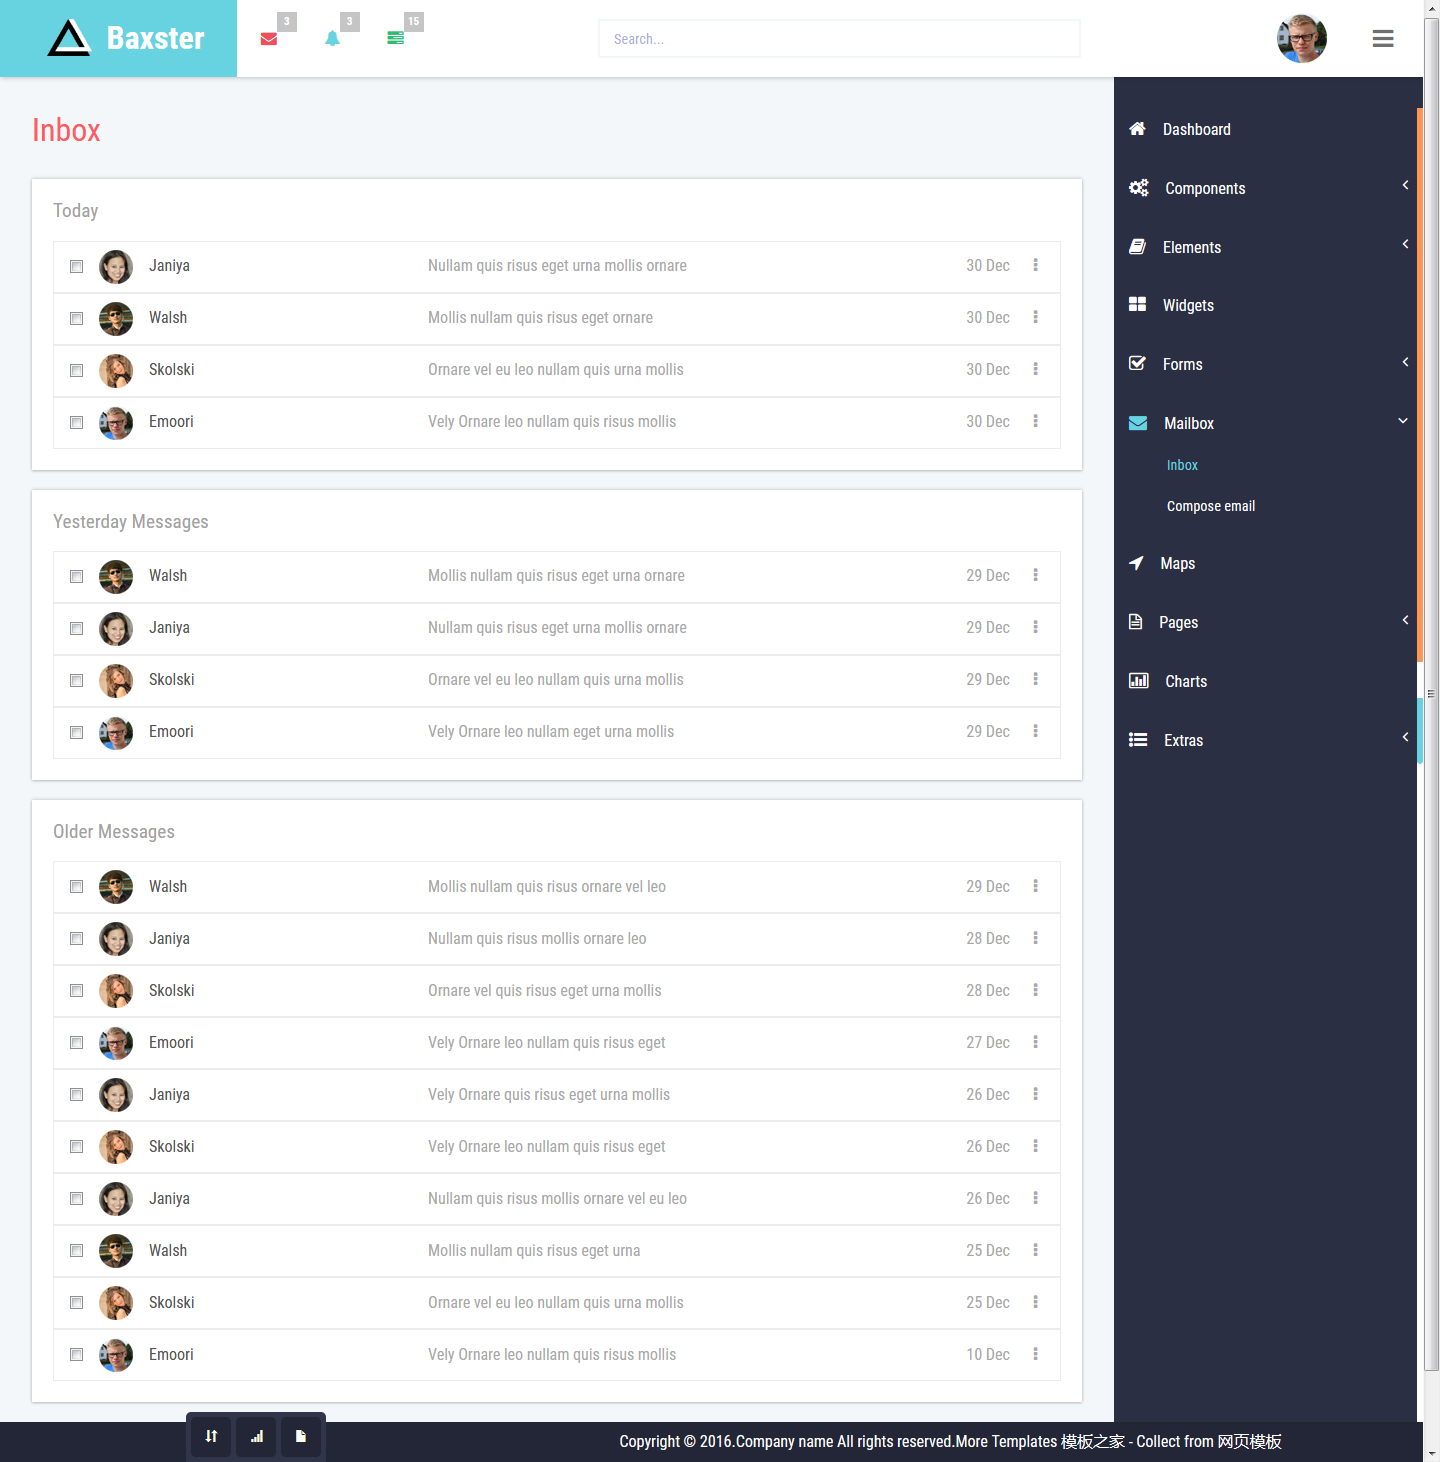 Baxster
3
3
15
Search...
Inbox
Today
Janiya Nullam quis risus eget urna mollis ornare 30 Dec
Walsh Mollis nullam quis risus eget ornare 30 Dec
Skolski Ornare vel eu leo nullam quis urna mollis 30 Dec
Emoori Vely Ornare leo nullam quis risus mollis 30 Dec
Yesterday Messages
Walsh Mollis nullam quis risus eget urna ornare 29 Dec
Janiya Nullam quis risus eget urna mollis ornare 29 Dec
Skolski Ornare vel eu leo nullam quis urna mollis 29 Dec
Emoori Vely Ornare leo nullam eget urna mollis 29 Dec
Older Messages
Walsh Mollis nullam quis risus ornare vel leo 29 Dec
Janiya Nullam quis risus mollis ornare leo 28 Dec
Skolski Ornare vel quis risus eget urna mollis 28 Dec
Emoori Vely Ornare leo nullam quis risus eget 27 Dec
Janiya Vely Ornare quis risus eget urna mollis 26 Dec
Skolski Vely Ornare leo nullam quis risus eget 26 Dec
Janiya Nullam quis risus mollis ornare vel eu leo 26 Dec
Walsh Mollis nullam quis risus eget urna 25 Dec
Skolski Ornare vel eu leo nullam quis urna mollis 25 Dec
Emoori Vely Ornare leo nullam quis risus mollis 10 Dec
Dashboard
Components
Elements
Widgets
Forms
Mailbox
Inbox
Compose email
Maps
Pages
Charts
Extras
Copyright © 2016.Company name All rights reserved.More Templates 模板之家 - Collect from 网页模板